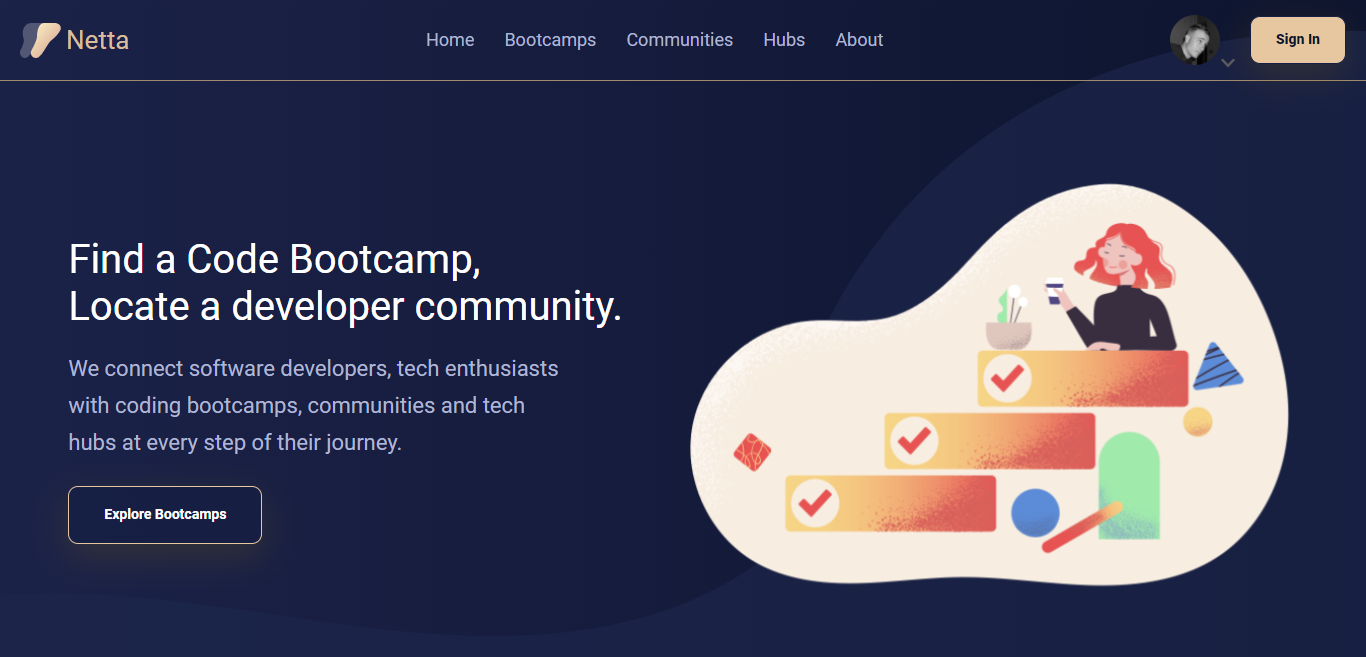 Netta
Home
Bootcamps
Communities
Hubs
About
Sign In
Find a Code Bootcamp,
Locate a developer community.
We connect software developers, tech enthusiasts
with coding bootcamps, communities and tech
hubs at every step of their journey.
Explore Bootcamps